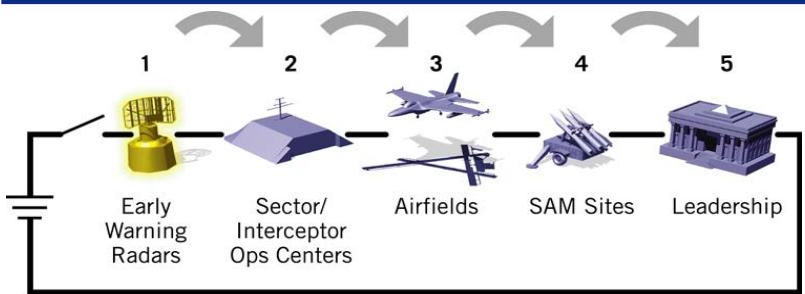 1
2
3
4
5
Early
Warning
Radars
Sector/
Interceptor
Ops Centers
Airfields
SAM Sites
Leadership